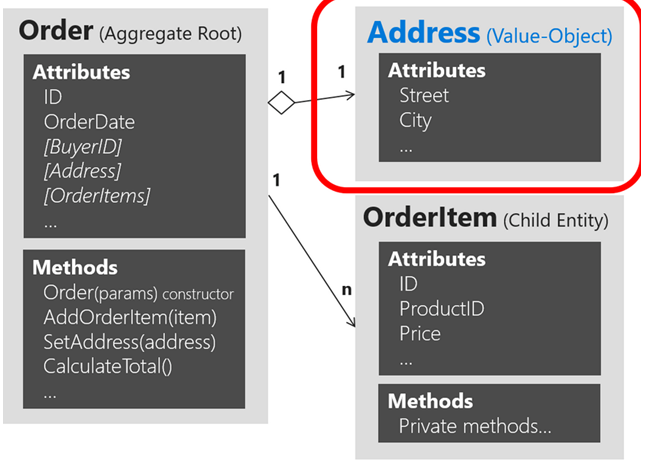 Order (Aggregate Root)
Attributes
ID
OrderDate
[BuyerID]
[Address]
[OrderItems]
...
Methods
Order(params) constructor
AddOrderItem(item)
SetAddress(address)
CalculateTotal()
...
1
1
Address (Value-Object)
Attributes
Street
City
...
1
n
OrderItem (Child Entity)
Attributes
ID
ProductID
Price
...
Methods
Private methods...